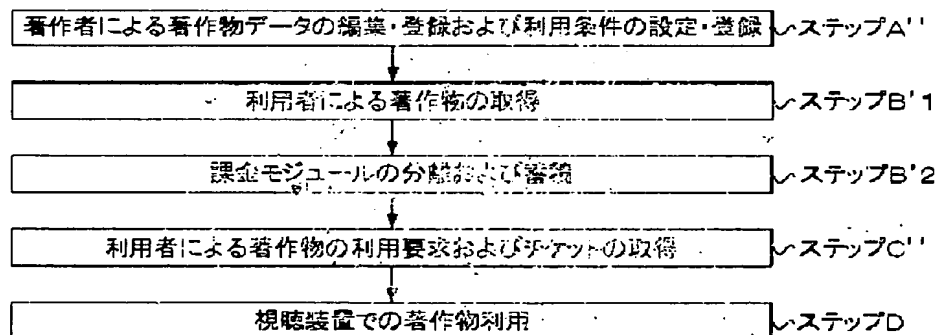 著作者による著作物データの編集・登録および利用条件の設定・登録 ステップA''
利用者による著作物の取得 ステップB'1
課金モジュールの分離および蓄積 ステップB'2
利用者による著作物の利用要求およびチケットの取得 ステップC''
視聴装置での著作物利用 ステップD